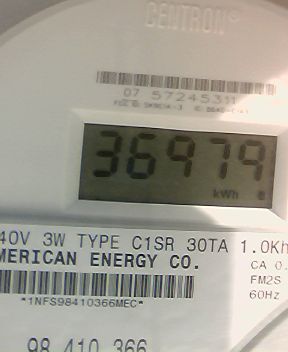 CENTRON®
07 57245311
36979
kWh
40V 3W TYPE C1SR 30TA 1.0Kh
MERICAN ENERGY CO.
CA 0.
*1NFS98410366MEC*
FM2S
60Hz
98 410 366